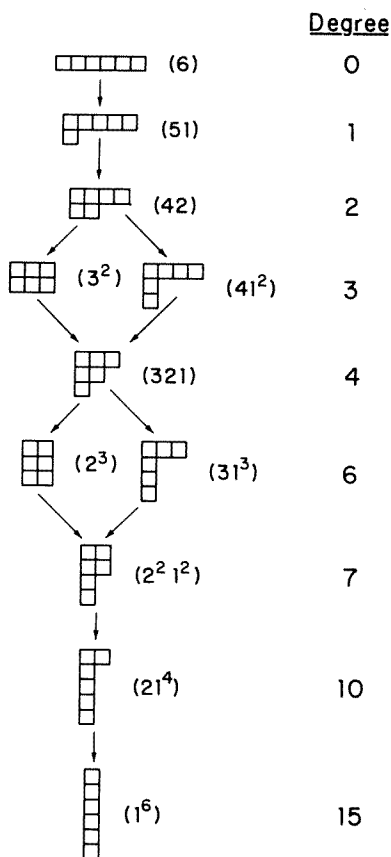 Degree
(6) 0
(51) 1
(42) 2
(3²) (41²) 3
(321) 4
(2³) (31³) 6
(2² 1²) 7
(21⁴) 10
(1⁶) 15